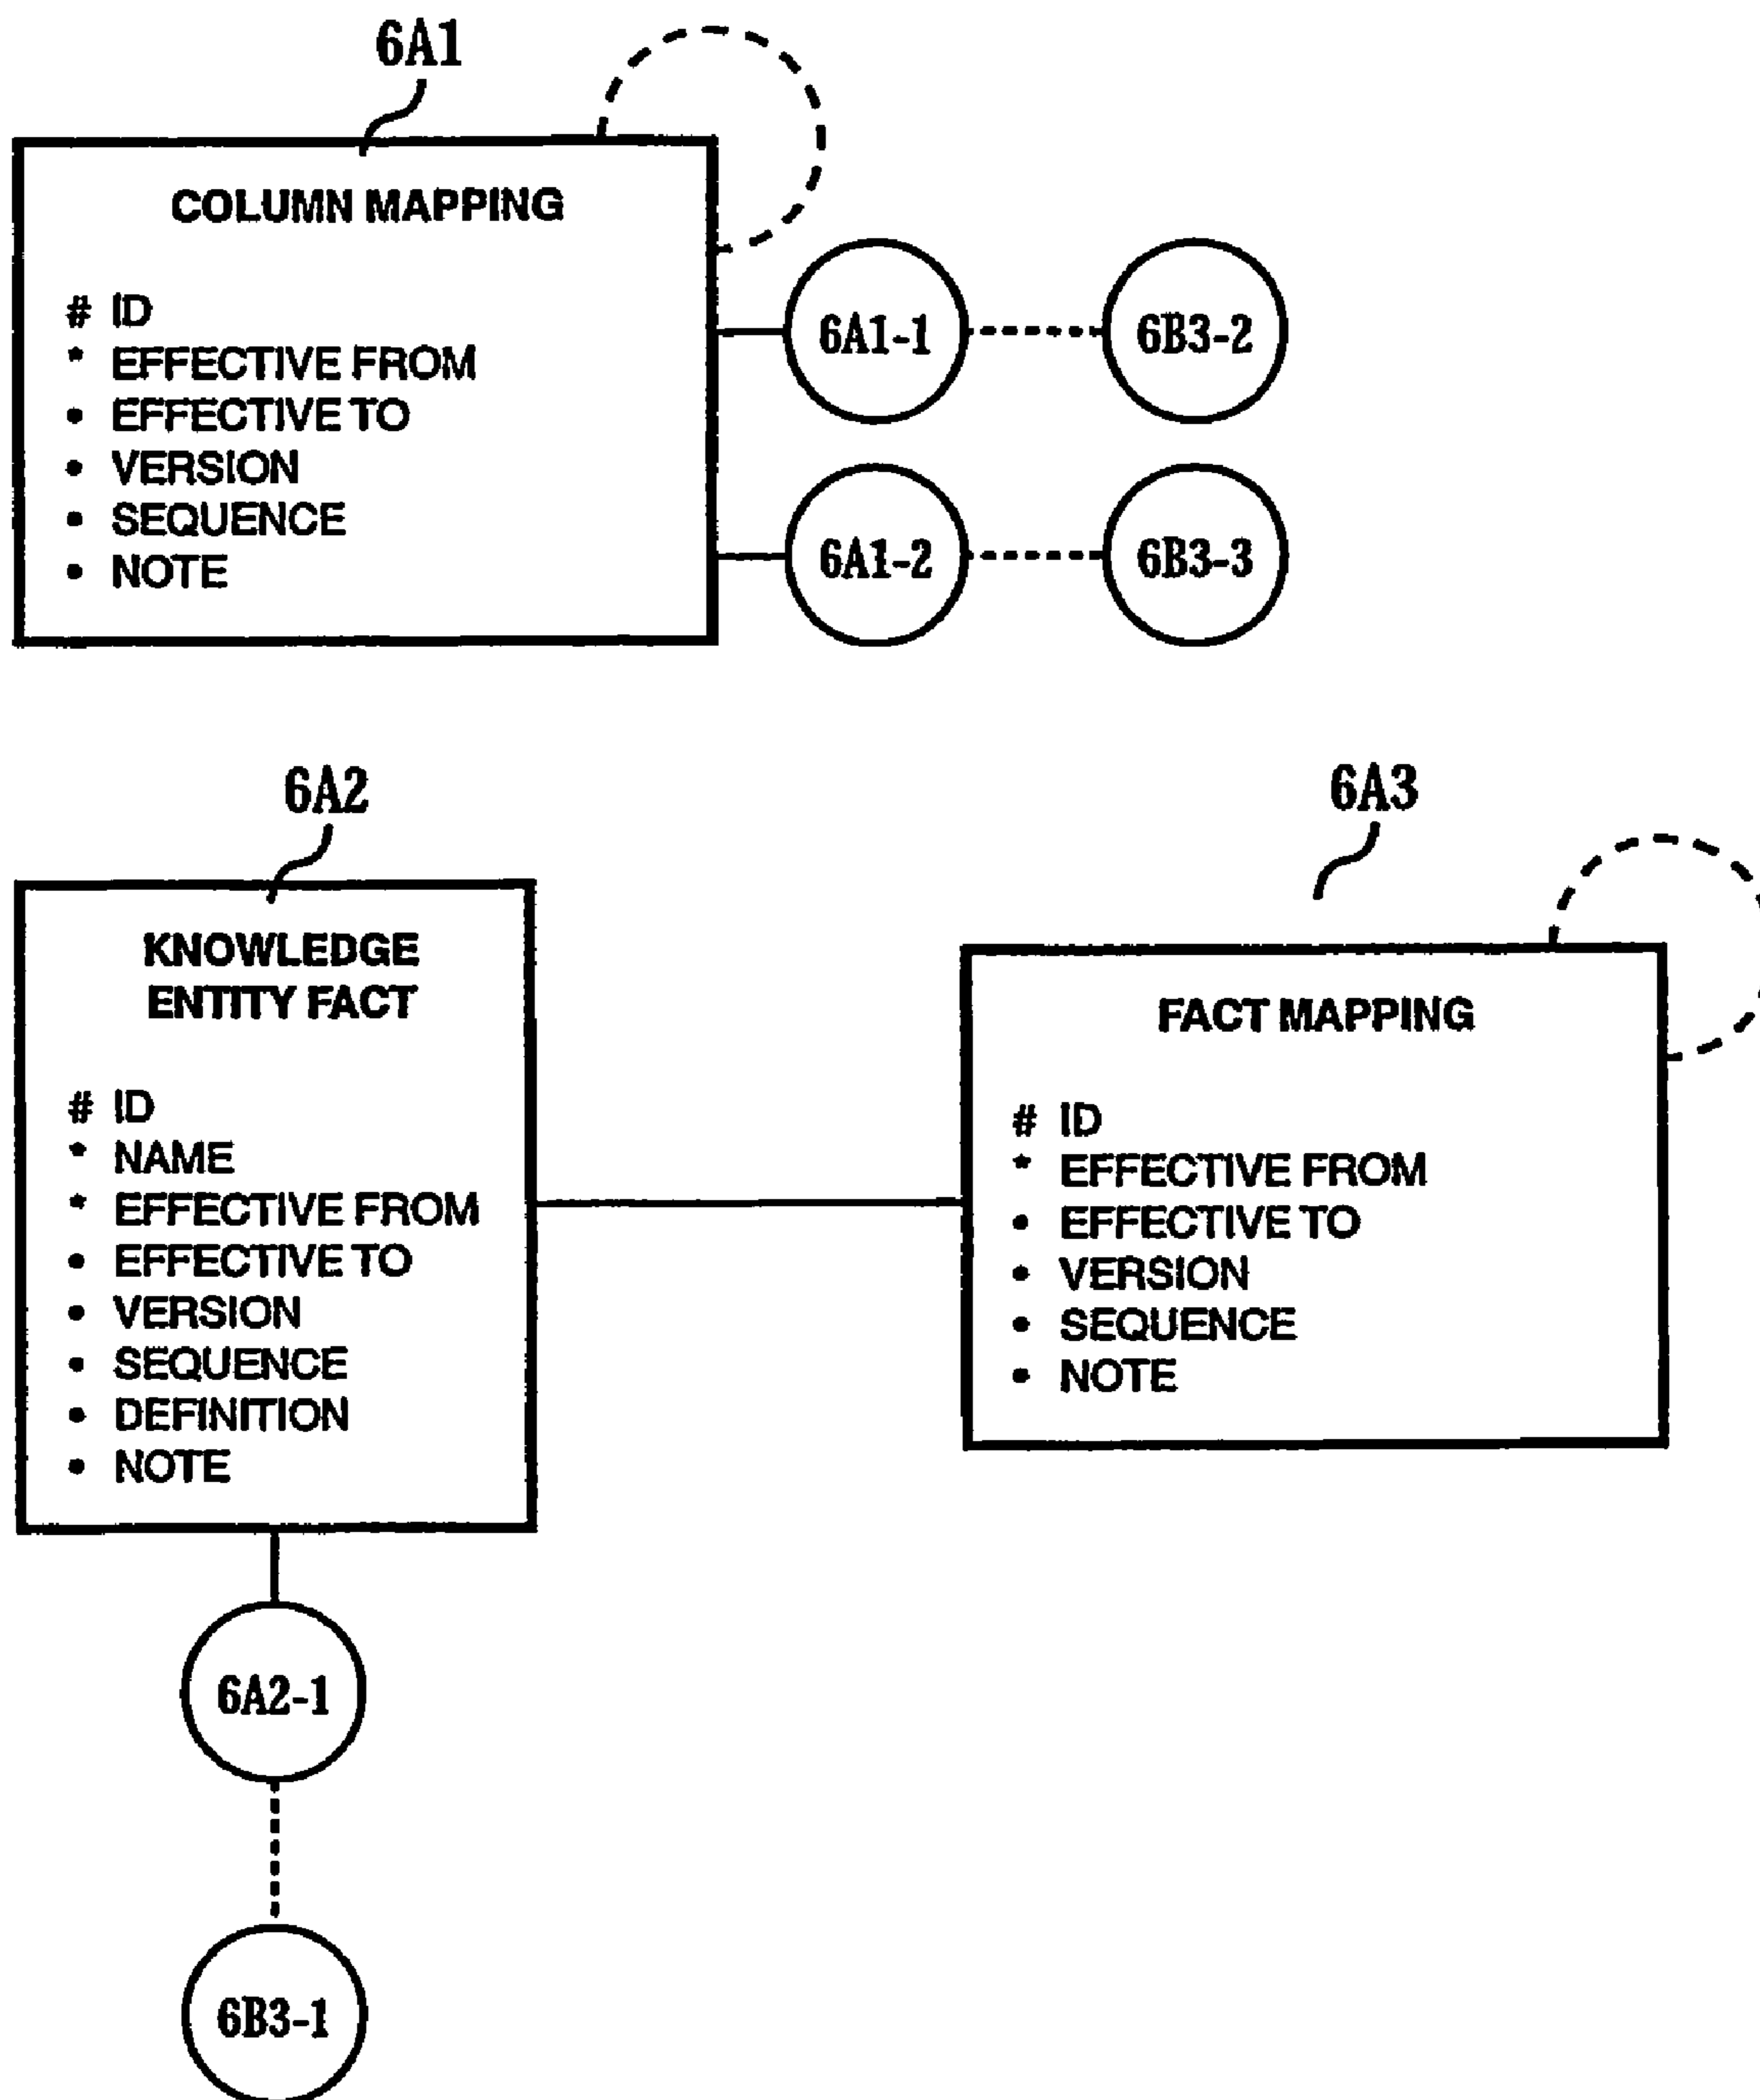 6A1
COLUMN MAPPING
# ID
* EFFECTIVE FROM
• EFFECTIVE TO
• VERSION
• SEQUENCE
• NOTE
6A1-1
6B3-2
6A1-2
6B3-3
6A2
KNOWLEDGE
ENTITY FACT
# ID
* NAME
* EFFECTIVE FROM
• EFFECTIVE TO
• VERSION
• SEQUENCE
• DEFINITION
• NOTE
6A3
FACT MAPPING
# ID
* EFFECTIVE FROM
• EFFECTIVE TO
• VERSION
• SEQUENCE
• NOTE
6A2-1
6B3-1